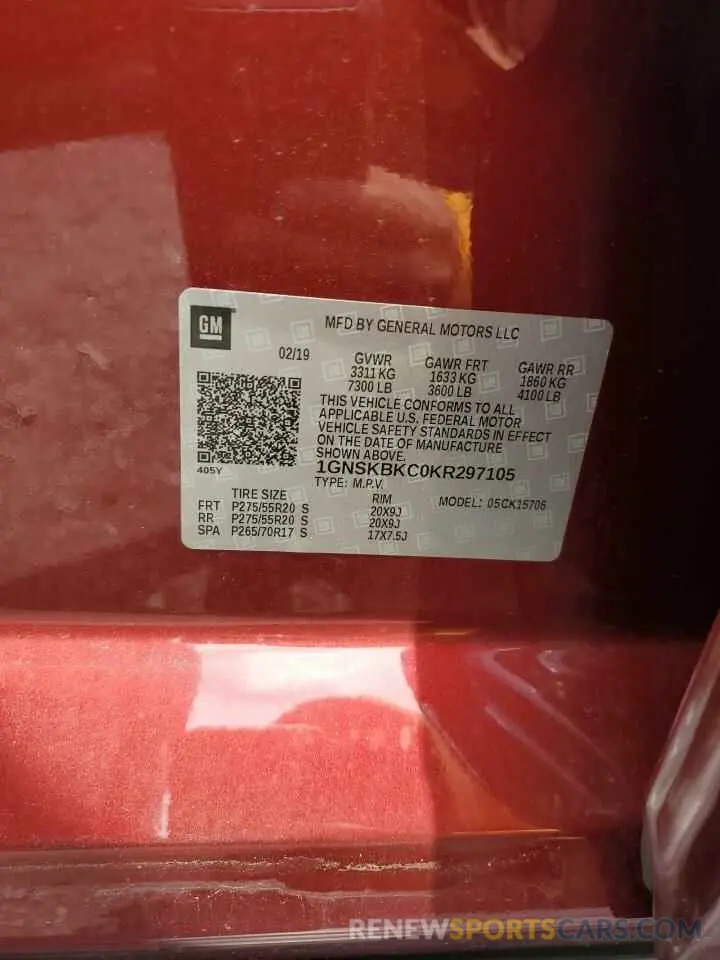 GM
MFD BY GENERAL MOTORS LLC
02/19
GVWR GAWR FRT GAWR RR
3311 KG 1633 KG 1860 KG
7300 LB 3600 LB 4100 LB
THIS VEHICLE CONFORMS TO ALL
APPLICABLE U.S. FEDERAL MOTOR
VEHICLE SAFETY STANDARDS IN EFFECT
ON THE DATE OF MANUFACTURE
SHOWN ABOVE.
405Y
1GNSKBKC0KR297105
TYPE: M.P.V.
MODEL: 05CK15706
TIRE SIZE RIM
FRT P275/55R20 S 20X9J
RR P275/55R20 S 20X9J
SPA P265/70R17 S 17X7.5J
RENEWSPORTSCARS.COM